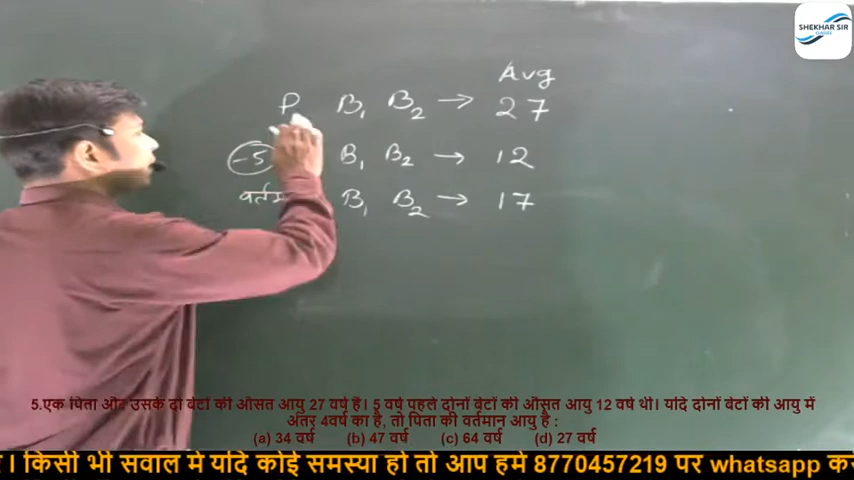 SHEKHAR SIR
CLASSES
Avg
P B₁ B₂ → 27
-5 B₁ B₂ → 12
B₁ B₂ → 17
5.एक पिता और उसके दो बेटों की औसत आयु 27 वर्ष है। 5 वर्ष पहले दोनों बेटों की औसत आयु 12 वर्ष थी। यदि दोनों बेटों की आयु में
अंतर 4वर्ष का है, तो पिता की वर्तमान आयु है :
(a) 34 वर्ष (b) 47 वर्ष (c) 64 वर्ष (d) 27 वर्ष
। किसी भी सवाल में यदि कोई समस्या हो तो आप हमे 8770457219 पर whatsapp